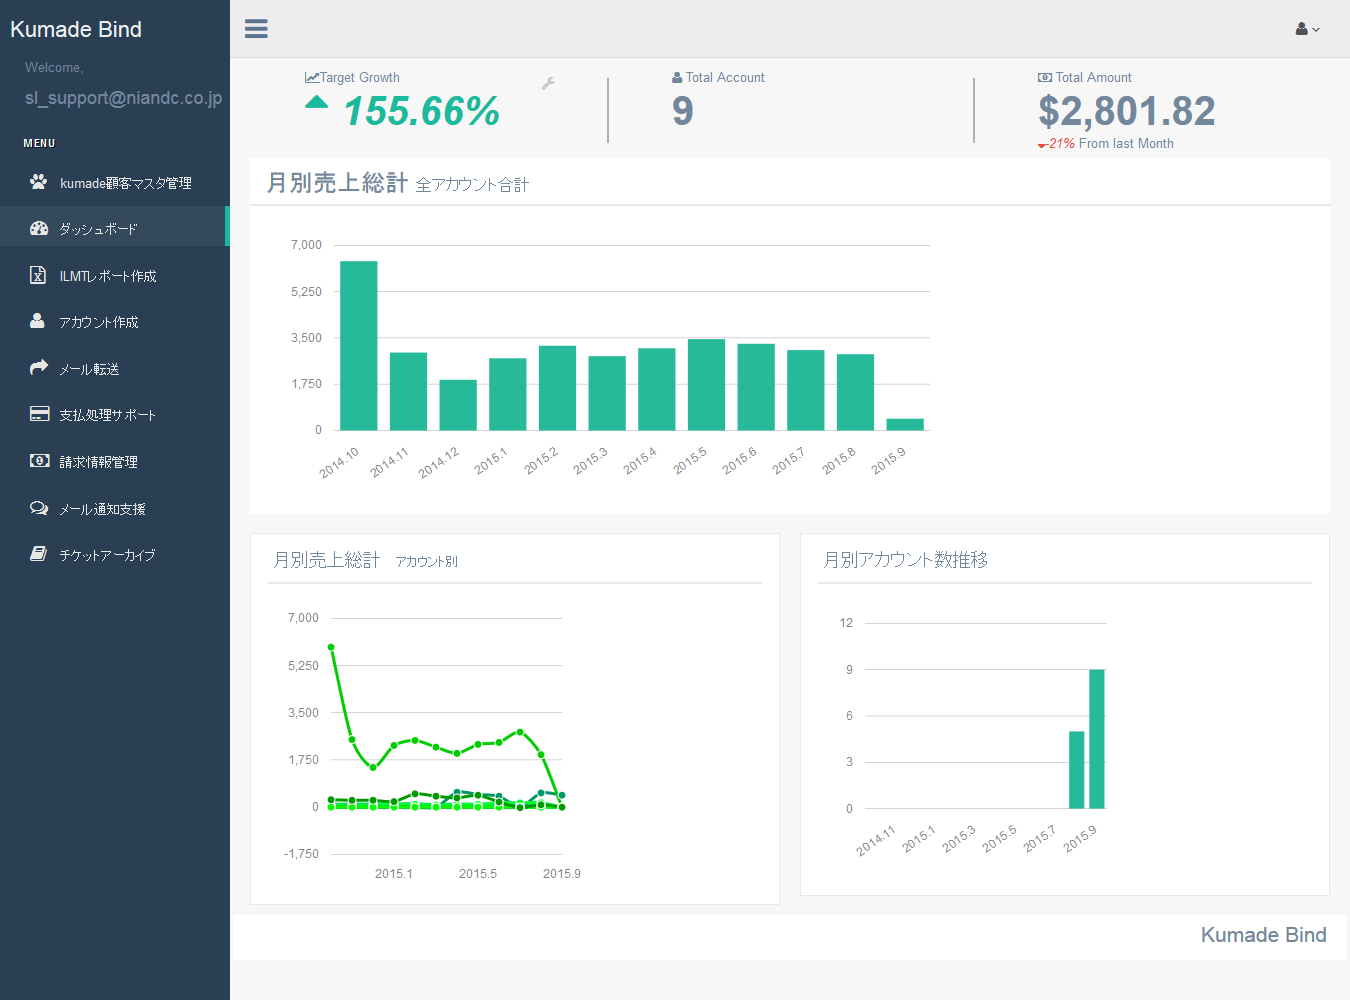 Kumade Bind
Welcome,
sl_support@niandc.co.jp
MENU
kumade顧客マスタ管理
ダッシュボード
ILMTレポート作成
アカウント作成
メール転送
支払処理サポート
請求情報管理
メール通知支援
チケットアーカイブ
Target Growth
155.66%
Total Account
9
Total Amount
$2,801.82
-21% From last Month
月別売上総計 全アカウント合計
7,000
5,250
3,500
1,750
0
2014.10 2014.11 2014.12 2015.1 2015.2 2015.3 2015.4 2015.5 2015.6 2015.7 2015.8 2015.9
月別売上総計 アカウント別
7,000
5,250
3,500
1,750
0
-1,750
2015.1 2015.5 2015.9
月別アカウント数推移
12
9
6
3
0
2014.11 2015.1 2015.3 2015.5 2015.7 2015.9
Kumade Bind